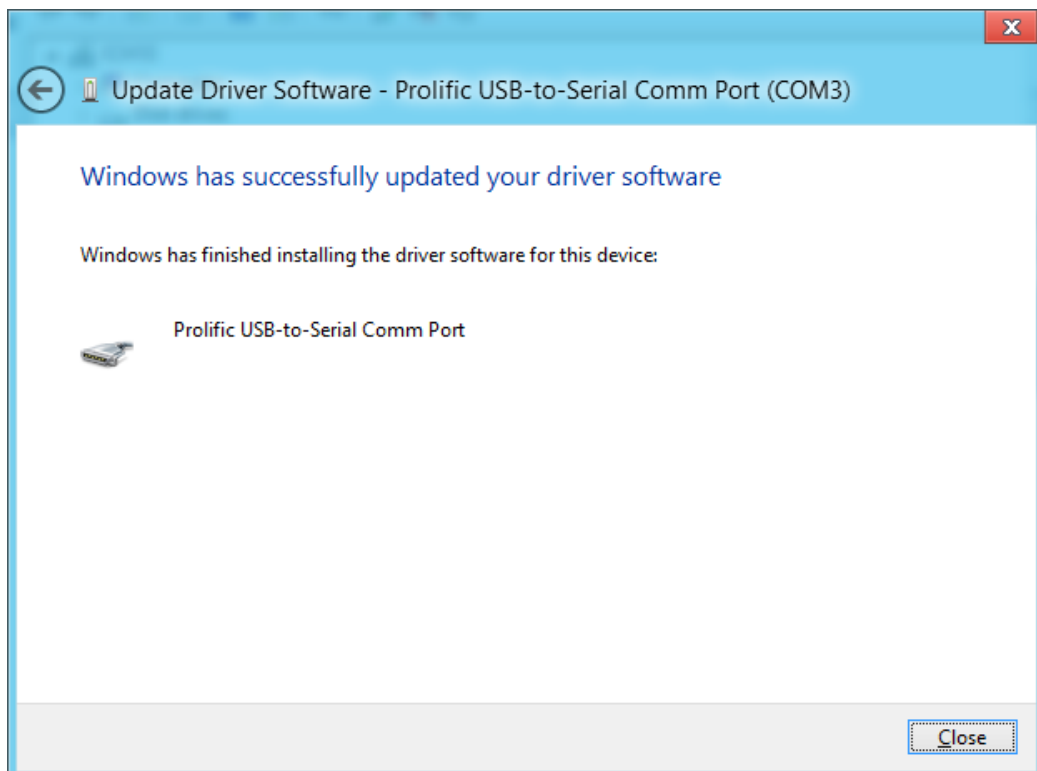 Update Driver Software - Prolific USB-to-Serial Comm Port (COM3)
Windows has successfully updated your driver software
Windows has finished installing the driver software for this device:
Prolific USB-to-Serial Comm Port
Close